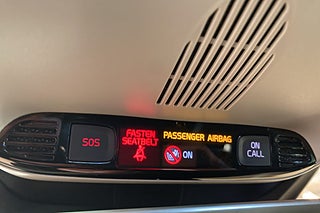 SOS
FASTEN
SEATBELT
PASSENGER AIRBAG
ON
ON
CALL